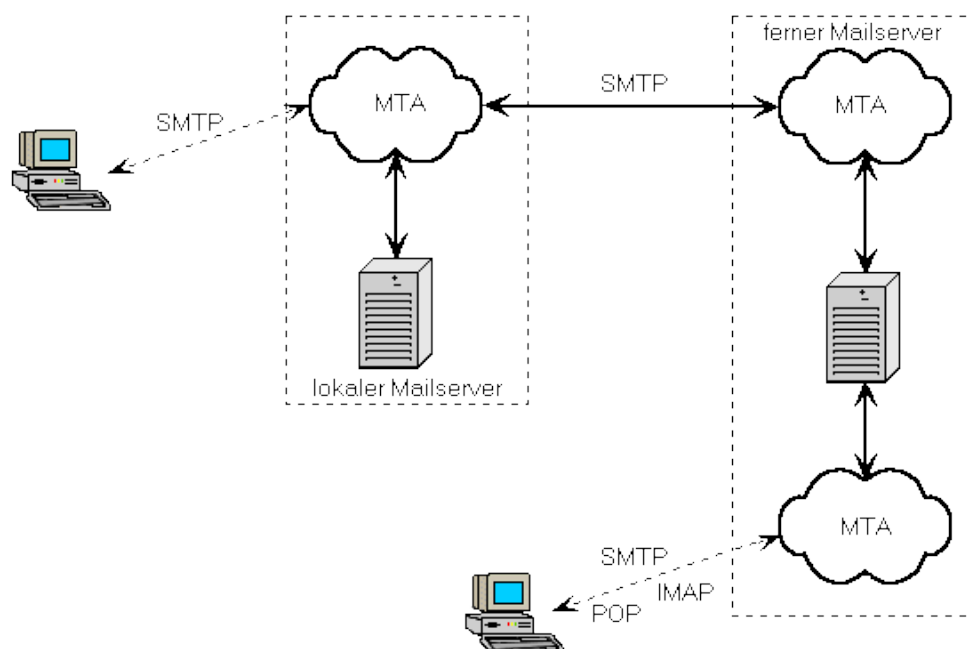 ferner Mailserver
SMTP
MTA
MTA
SMTP
lokaler Mailserver
MTA
SMTP
IMAP
POP